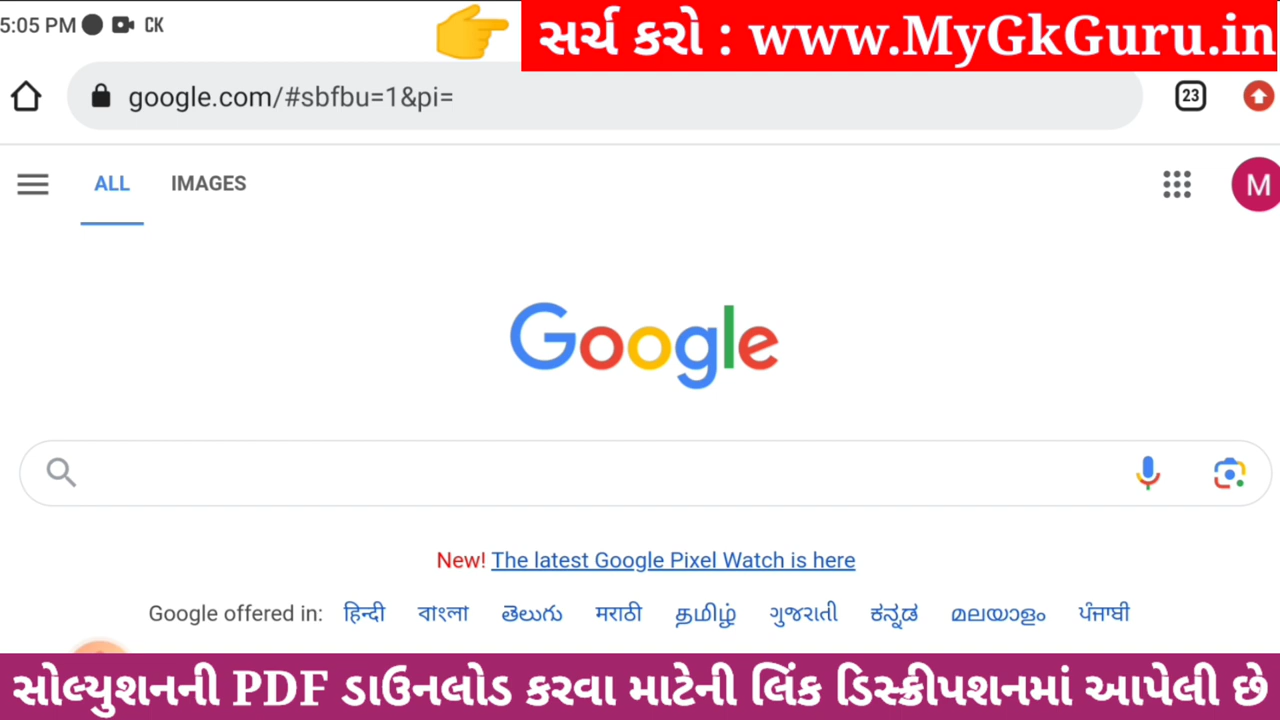 5:05 PM CK
સર્ચ કરો : www.MyGkGuru.in
google.com/#sbfbu=1&pi=
23
ALL IMAGES
M
Google
New! The latest Google Pixel Watch is here
Google offered in: हिन्दी বাংলা తెలుగు मराठी தமிழ் ગુજરાતી ಕನ್ನಡ മലയാളം ਪੰਜਾਬੀ
સોલ્યુશનની PDF ડાઉનલોડ કરવા માટેની લિંક ડિસ્ક્રીપશનમાં આપેલી છે